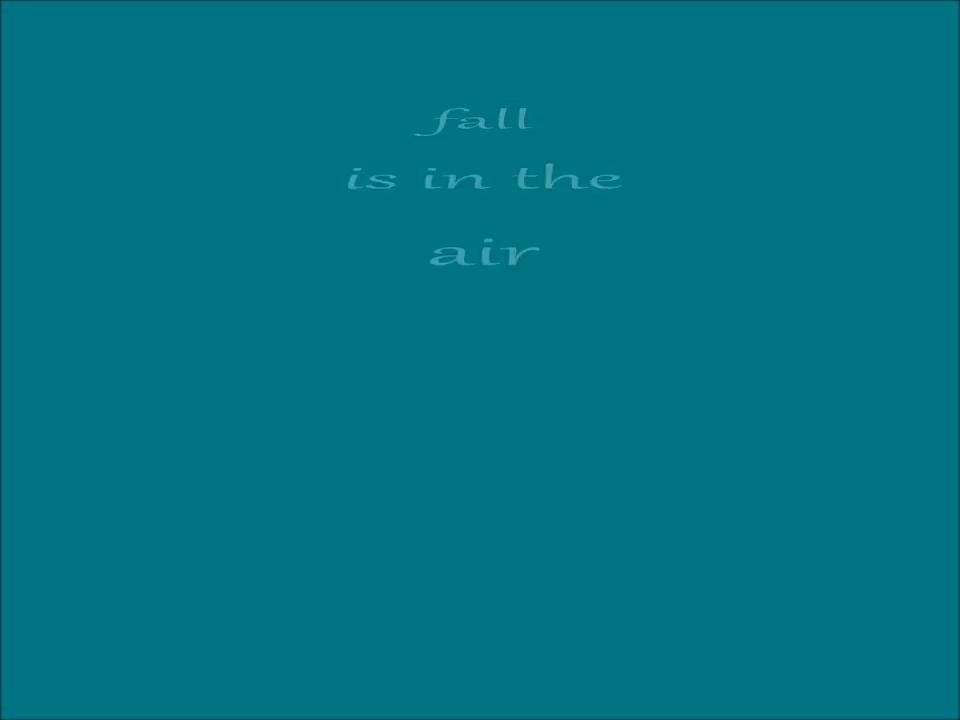 fall
is in the
air